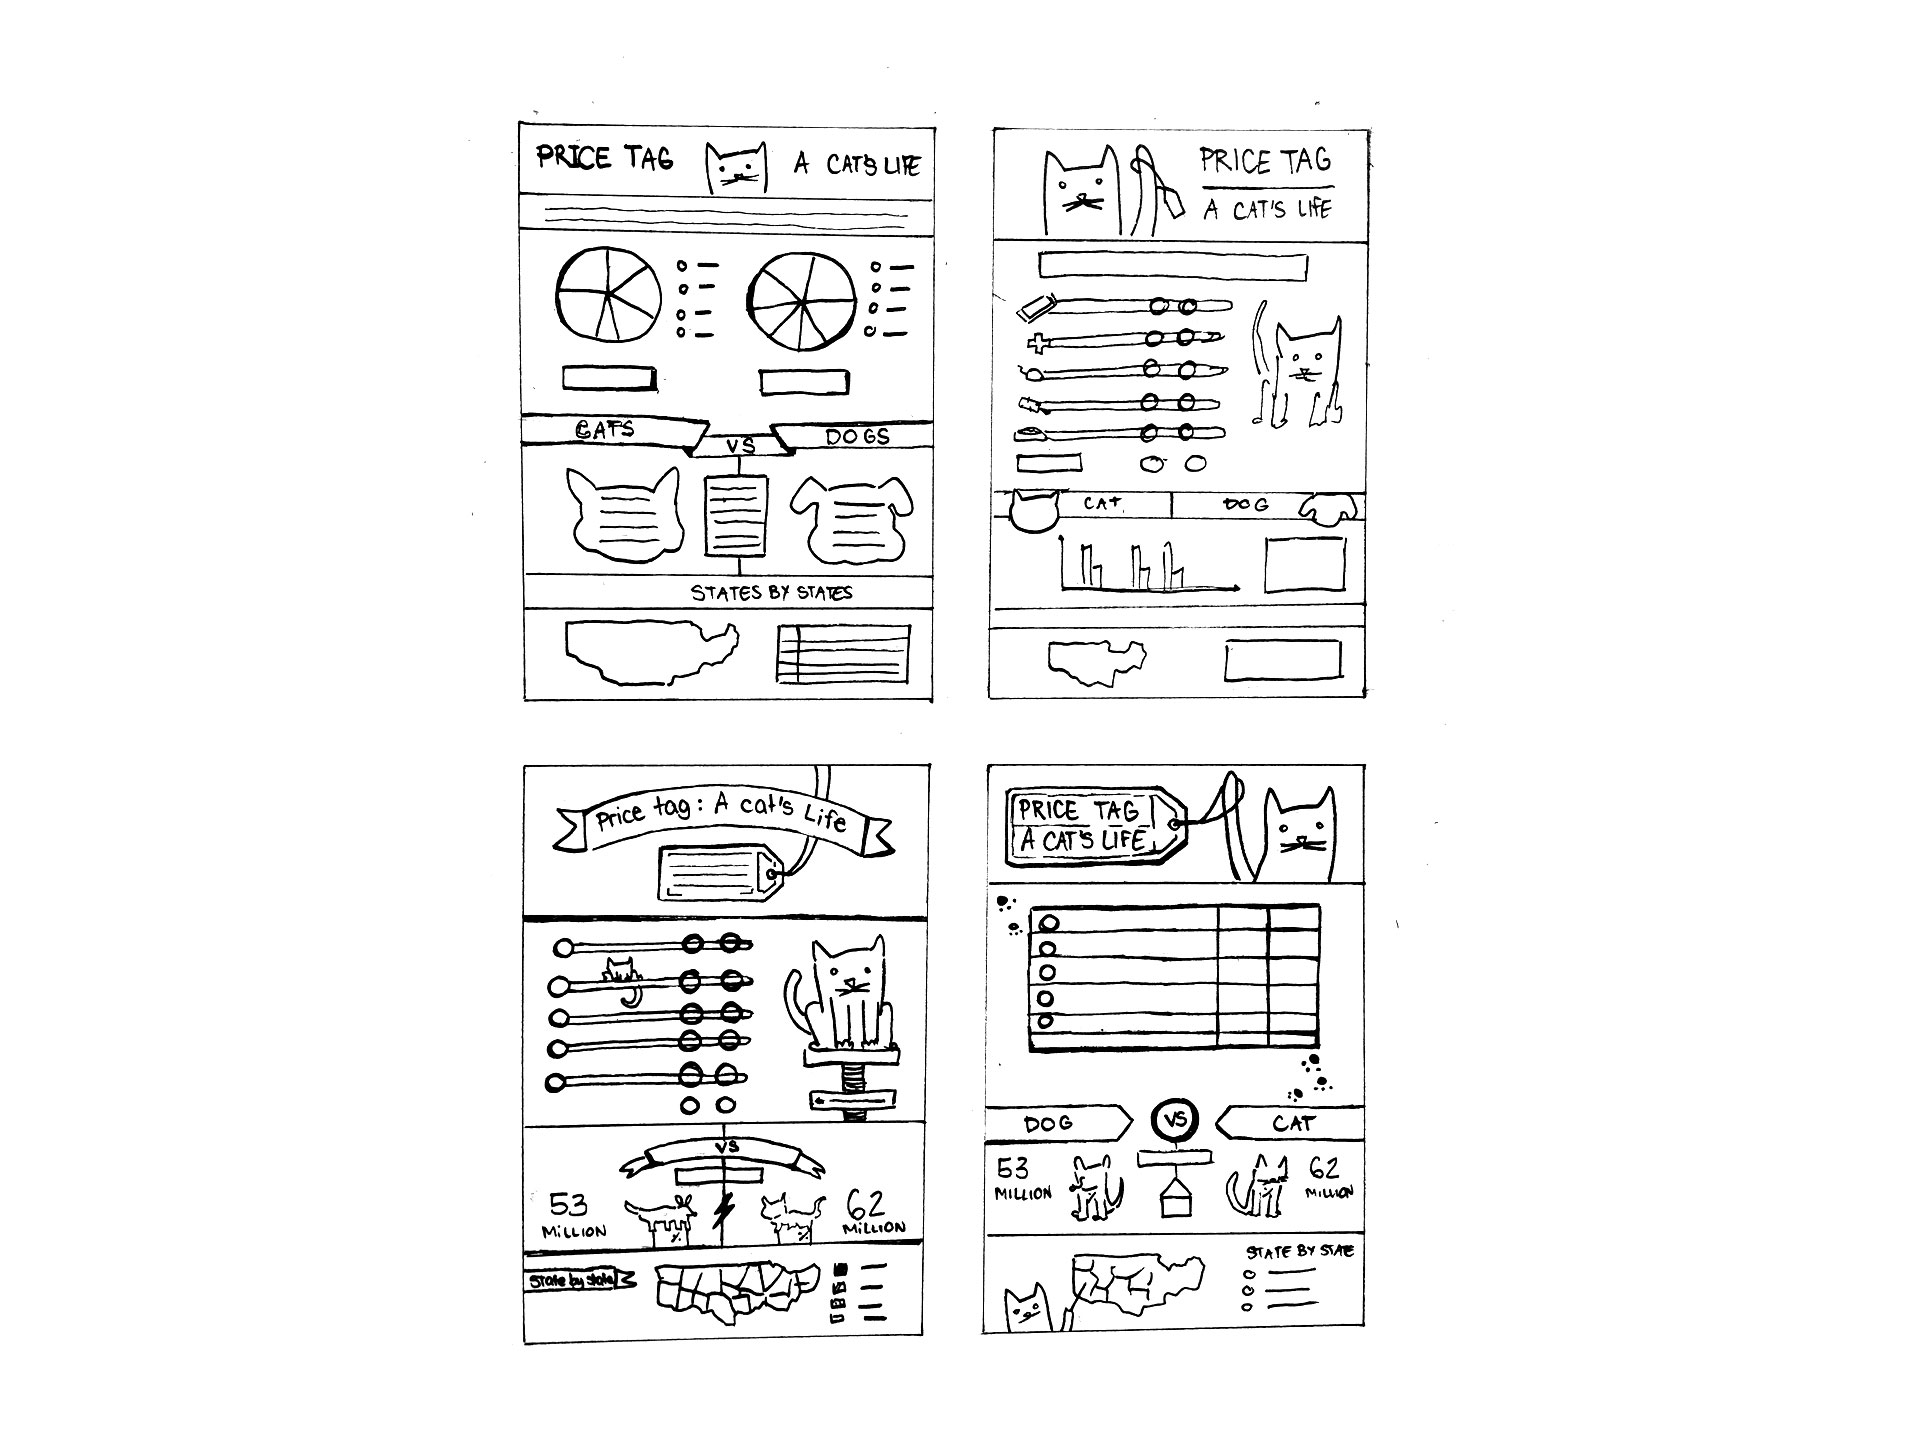 PRICE TAG A CAT'S LIFE
CATS VS DOGS
STATES BY STATES
PRICE TAG
A CAT'S LIFE
CAT DOG
Price tag: A cat's Life
VS
53 MILLION
62 MILLION
State by state
PRICE TAG
A CAT'S LIFE
DOG VS CAT
53 MILLION
62 MILLION
STATE BY STATE